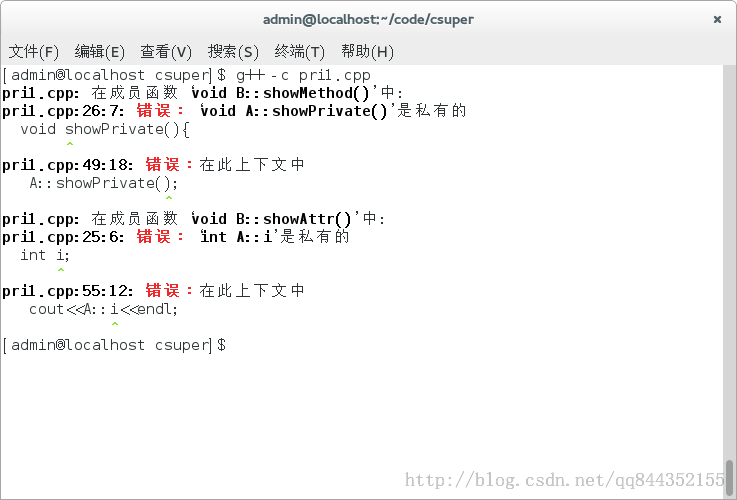 admin@localhost:~/code/csuper ×
文件(F) 编辑(E) 查看(V) 搜索(S) 终端(T) 帮助(H)
[admin@localhost csuper]$ g++ -c pri1.cpp
pri1.cpp: 在成员函数‘void B::showMethod()’中:
pri1.cpp:26:7: 错误：‘void A::showPrivate()’是私有的
void showPrivate(){
^
pri1.cpp:49:18: 错误：在此上下文中
A::showPrivate();
^
pri1.cpp: 在成员函数‘void B::showAttr()’中:
pri1.cpp:25:6: 错误：‘int A::i’是私有的
int i;
^
pri1.cpp:55:12: 错误：在此上下文中
cout<<A::i<<endl;
^
[admin@localhost csuper]$
http://blog.csdn.net/qq844352155